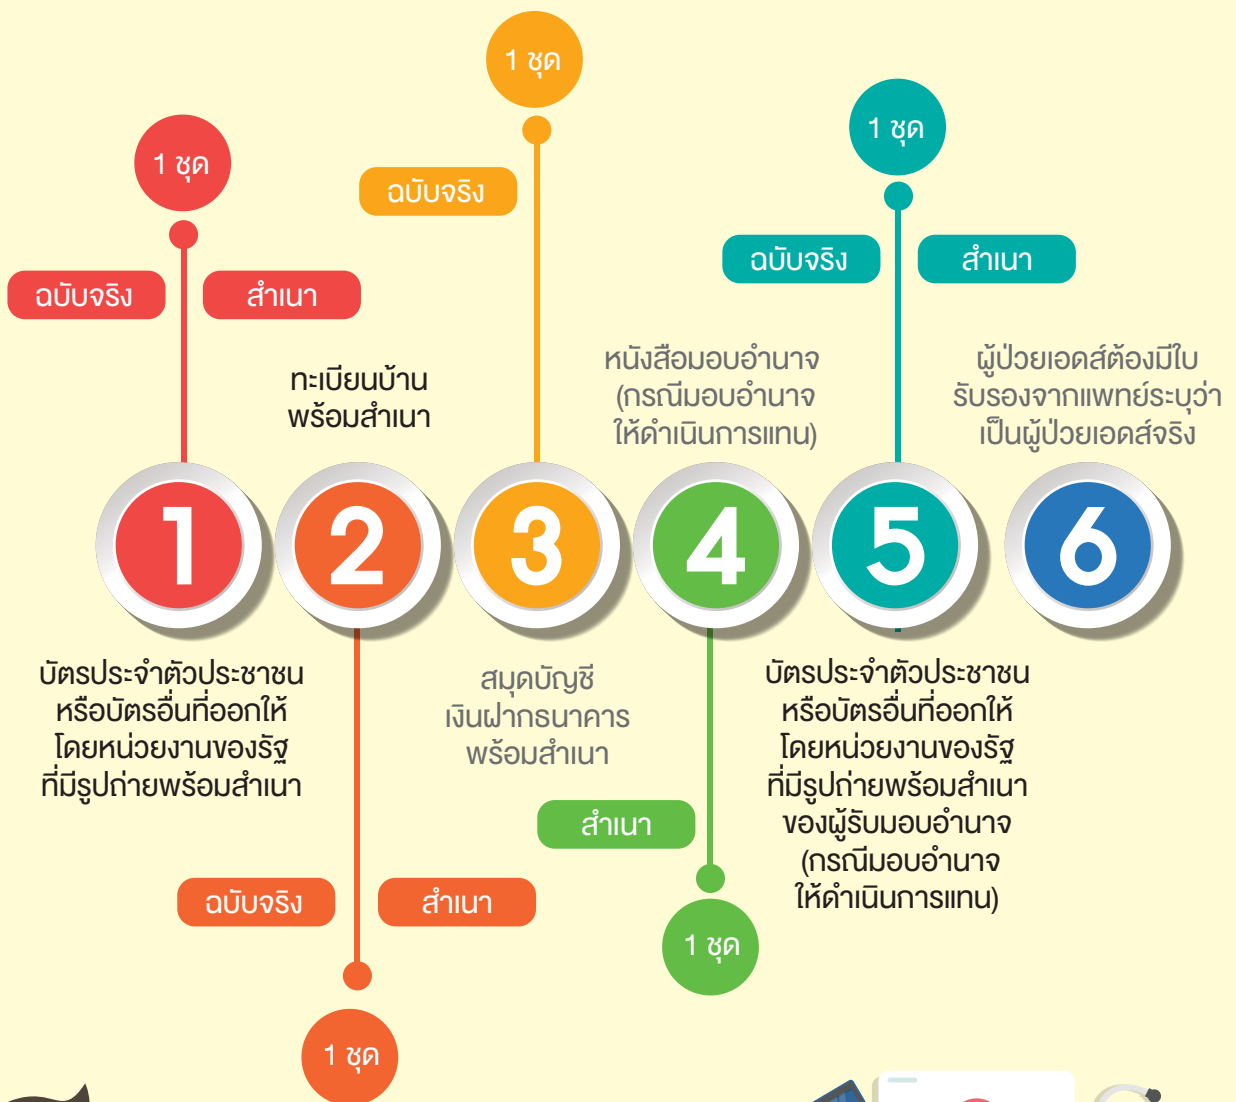 1 ชุด
ฉบับจริง
สำเนา
1
บัตรประจำตัวประชาชน
หรือบัตรอื่นที่ออกให้
โดยหน่วยงานของรัฐ
ที่มีรูปถ่ายพร้อมสำเนา
ทะเบียนบ้าน
พร้อมสำเนา
2
ฉบับจริง
สำเนา
1 ชุด
1 ชุด
ฉบับจริง
3
สมุดบัญชี
เงินฝากธนาคาร
พร้อมสำเนา
หนังสือมอบอำนาจ
(กรณีมอบอำนาจ
ให้ดำเนินการแทน)
4
สำเนา
1 ชุด
1 ชุด
ฉบับจริง
สำเนา
5
บัตรประจำตัวประชาชน
หรือบัตรอื่นที่ออกให้
โดยหน่วยงานของรัฐ
ที่มีรูปถ่ายพร้อมสำเนา
ของผู้รับมอบอำนาจ
(กรณีมอบอำนาจ
ให้ดำเนินการแทน)
ผู้ป่วยเอดส์ต้องมีใบ
รับรองจากแพทย์ระบุว่า
เป็นผู้ป่วยเอดส์จริง
6